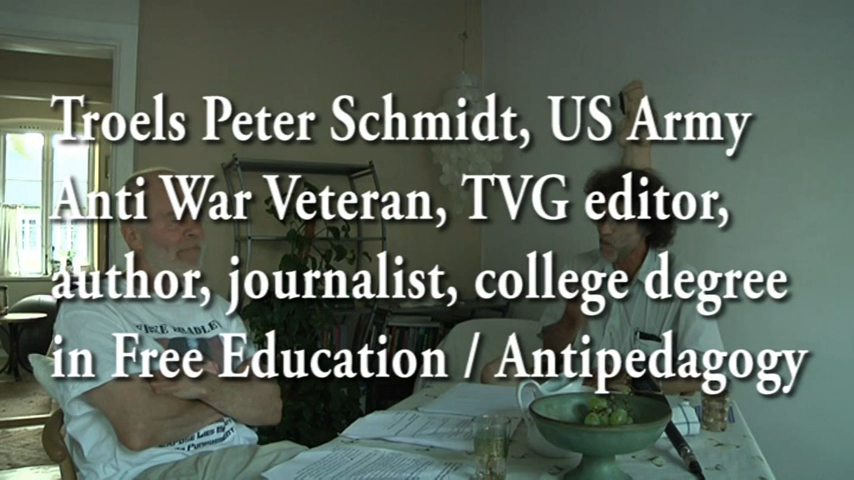 Troels Peter Schmidt, US Army
Anti War Veteran, TVG editor,
author, journalist, college degree
in Free Education / Antipedagogy